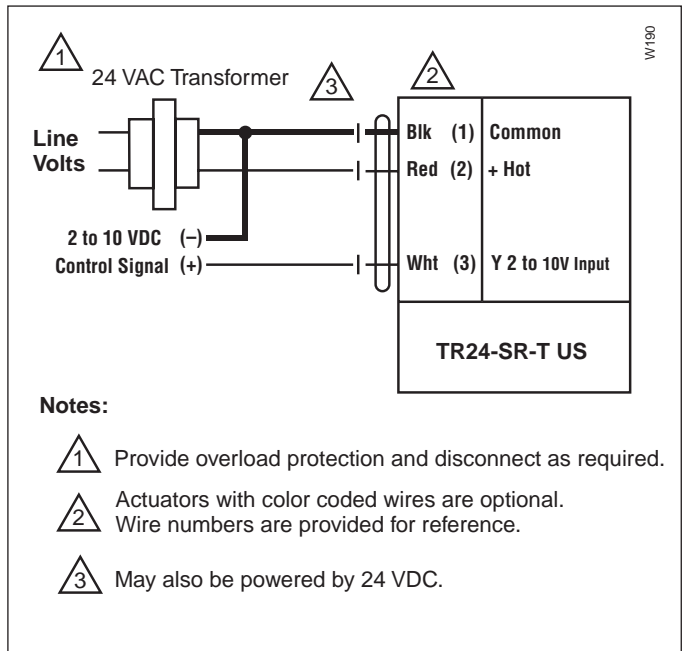 W190
1
24 VAC Transformer
3
2
Line
Volts
Blk (1) Common
Red (2) + Hot
2 to 10 VDC (–)
Control Signal (+)
Wht (3) Y 2 to 10V Input
TR24-SR-T US
Notes:
1 Provide overload protection and disconnect as required.
2 Actuators with color coded wires are optional.
Wire numbers are provided for reference.
3 May also be powered by 24 VDC.